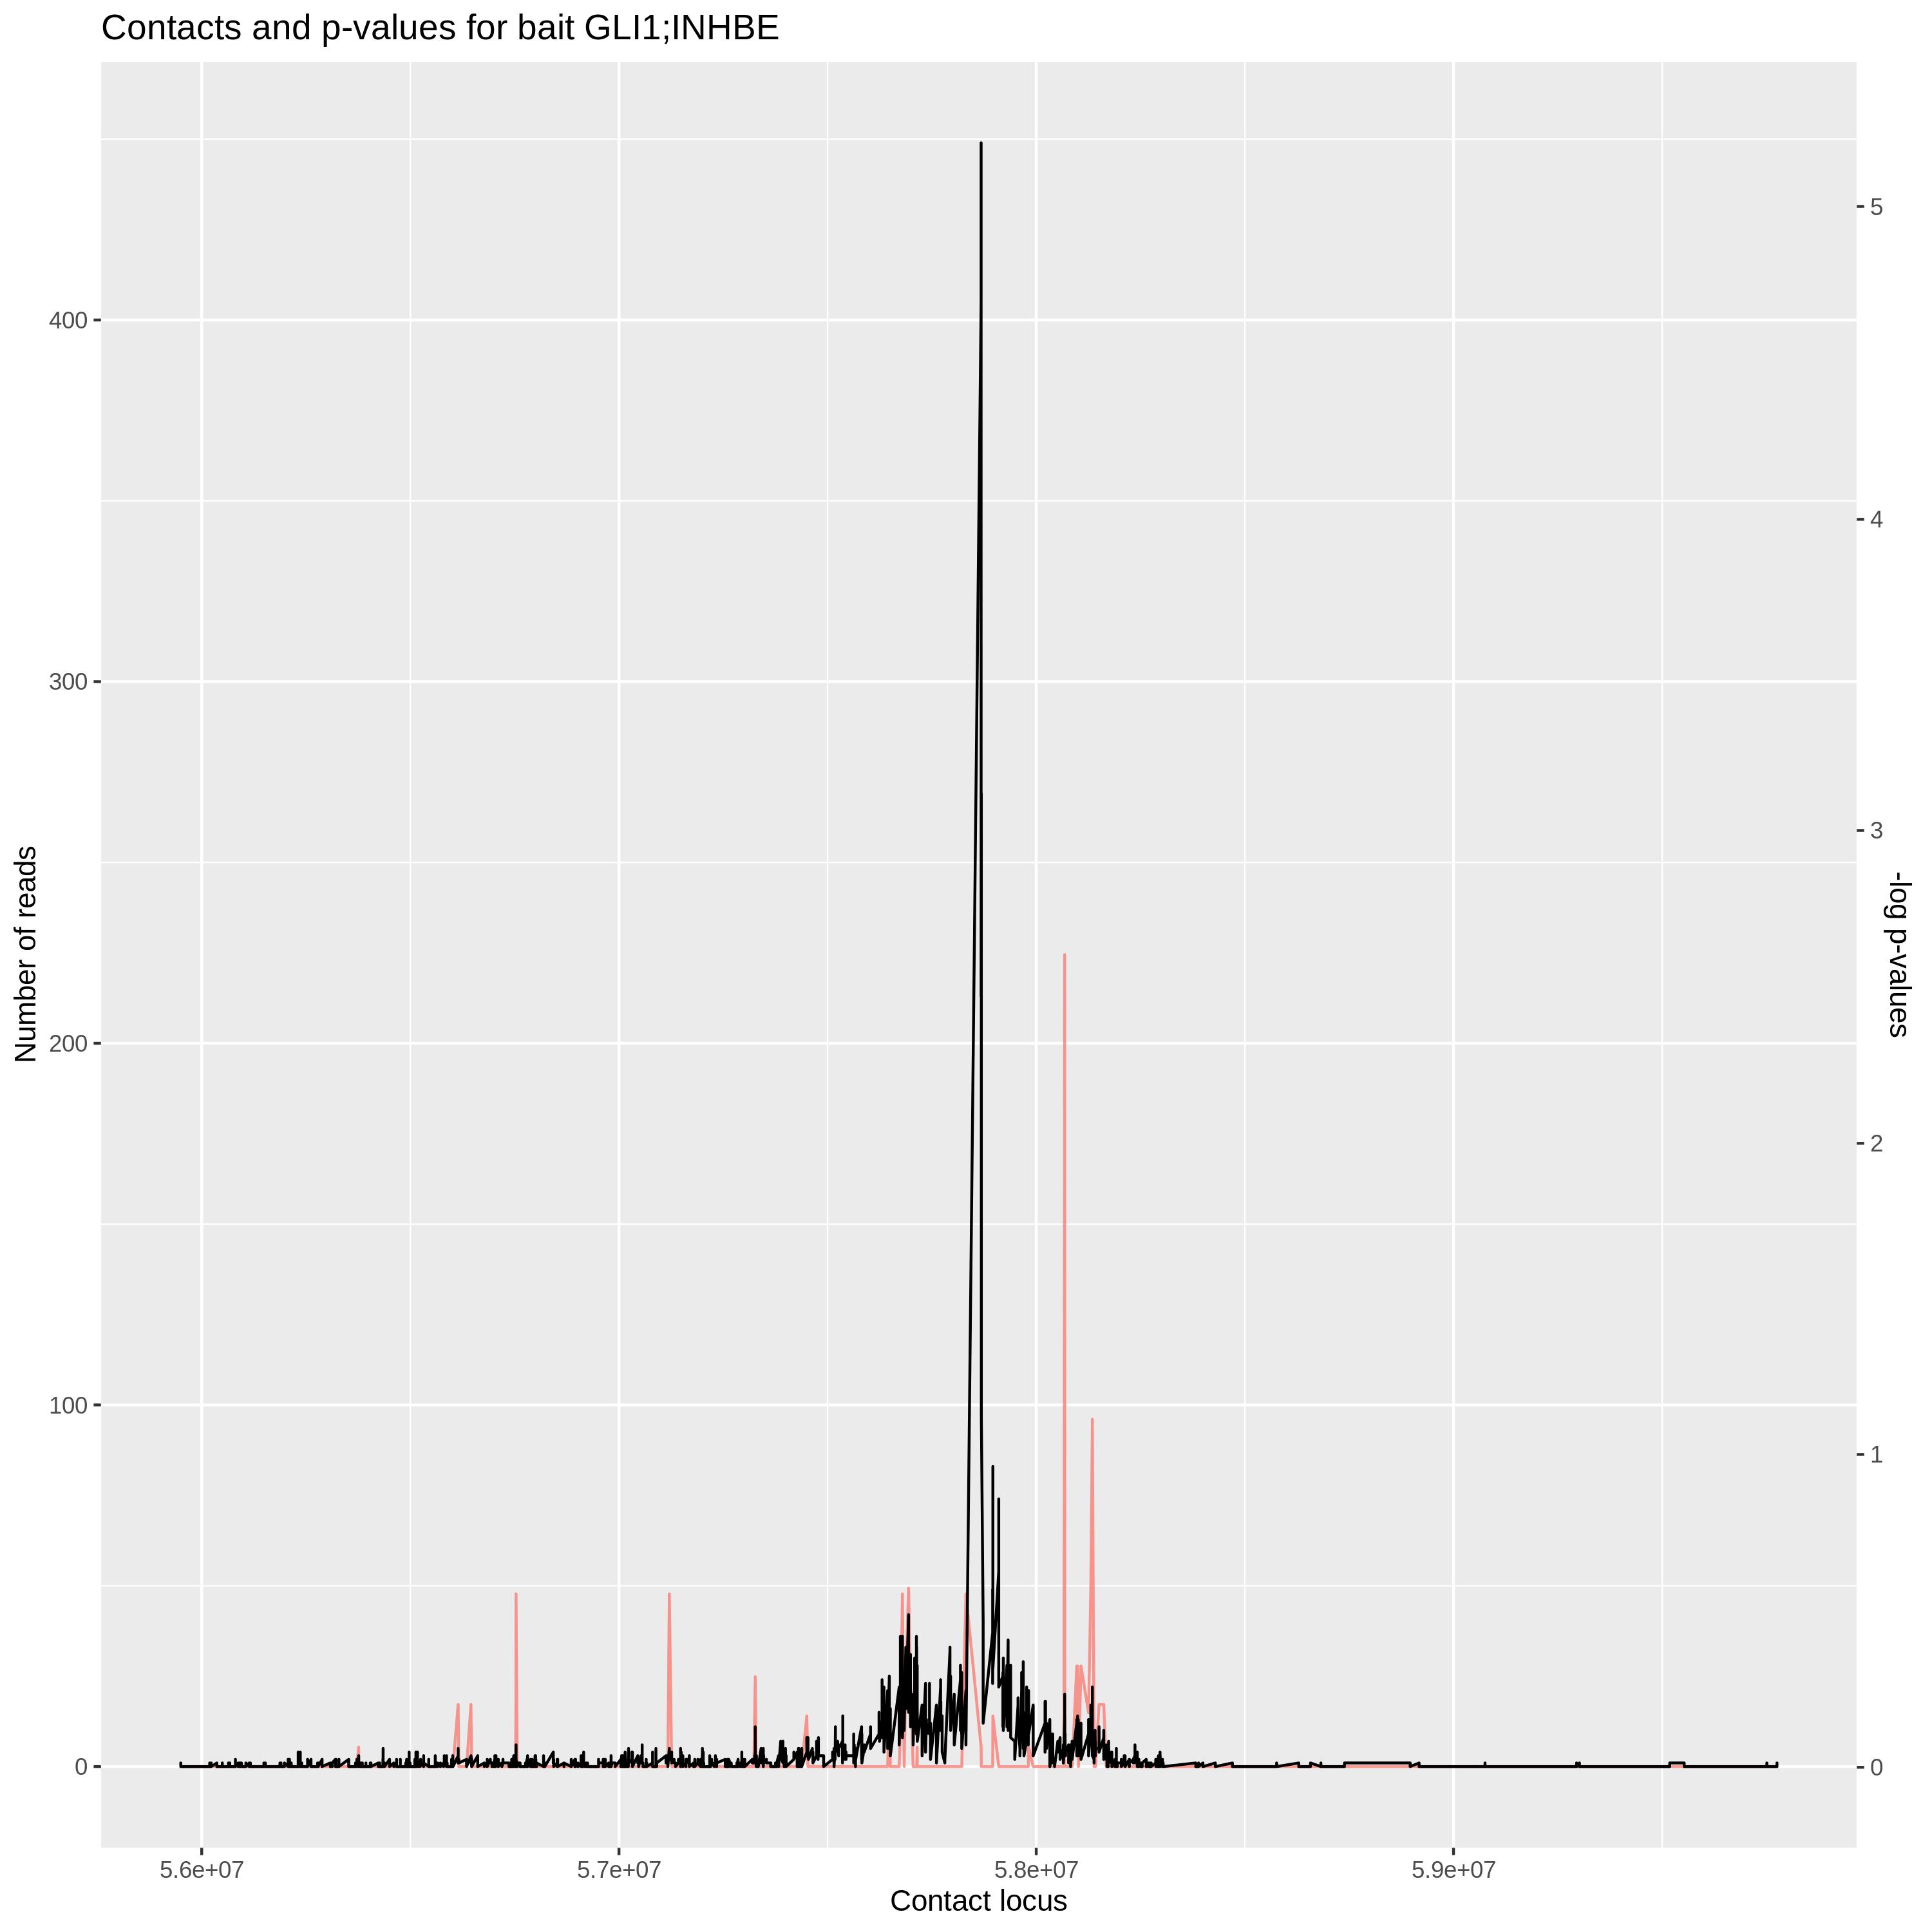 Contacts and p-values for bait GLI1;INHBE
Number of reads
400
300
200
100
0
5
4
3
2
1
0
-log p-values
5.6e+07
5.7e+07
5.8e+07
5.9e+07
Contact locus